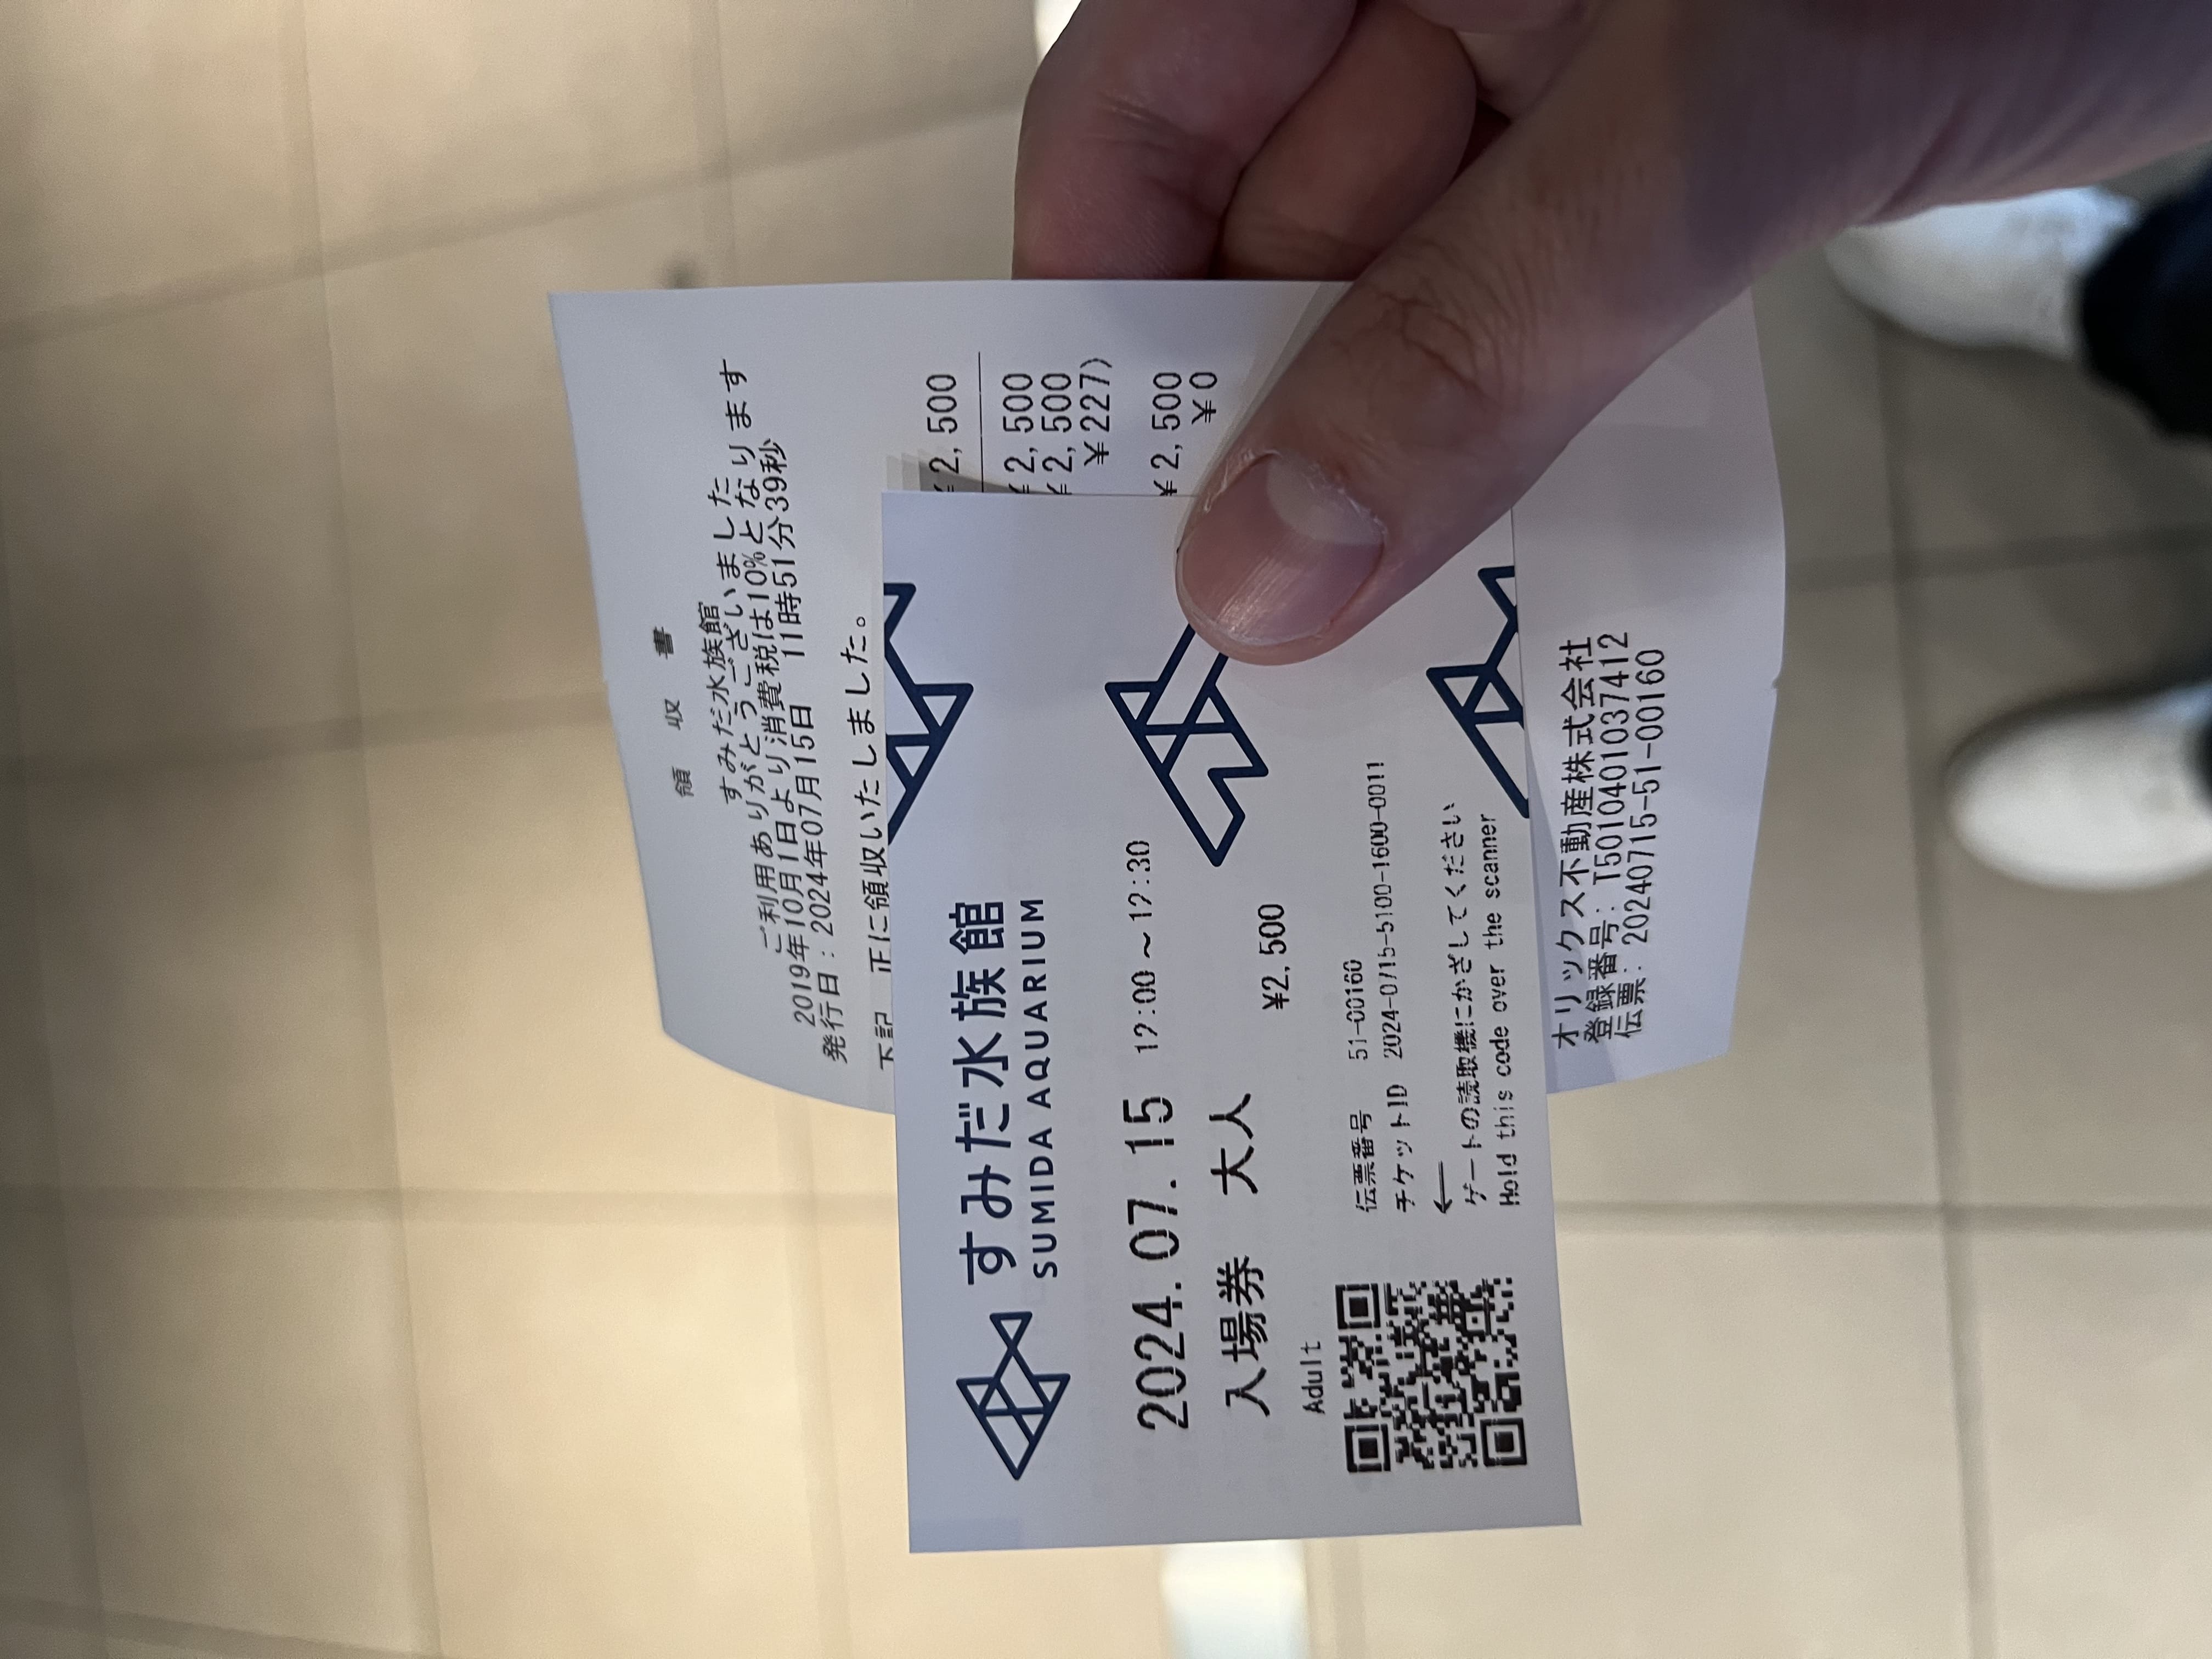 領 収 書
すみだ水族館
ご利用ありがとうございました
2019年10月1日より消費税は10%となります
発行日：2024年07月15日 11時51分39秒
下記 正に領収いたしました。
¥2,500
¥2,500
¥2,500
¥227)
¥2,500
¥0
すみだ水族館
SUMIDA AQUARIUM
2024.07.15 12:00～12:30
入場券 大人
¥2,500
Adult
伝票番号 51-00160
チケットID 2024-0715-5100-1600-0011
←
ゲートの読取機にかざしてください
Hold this code over the scanner
オリックス不動産株式会社
登録番号: T5010401037412
伝票: 20240715-51-00160